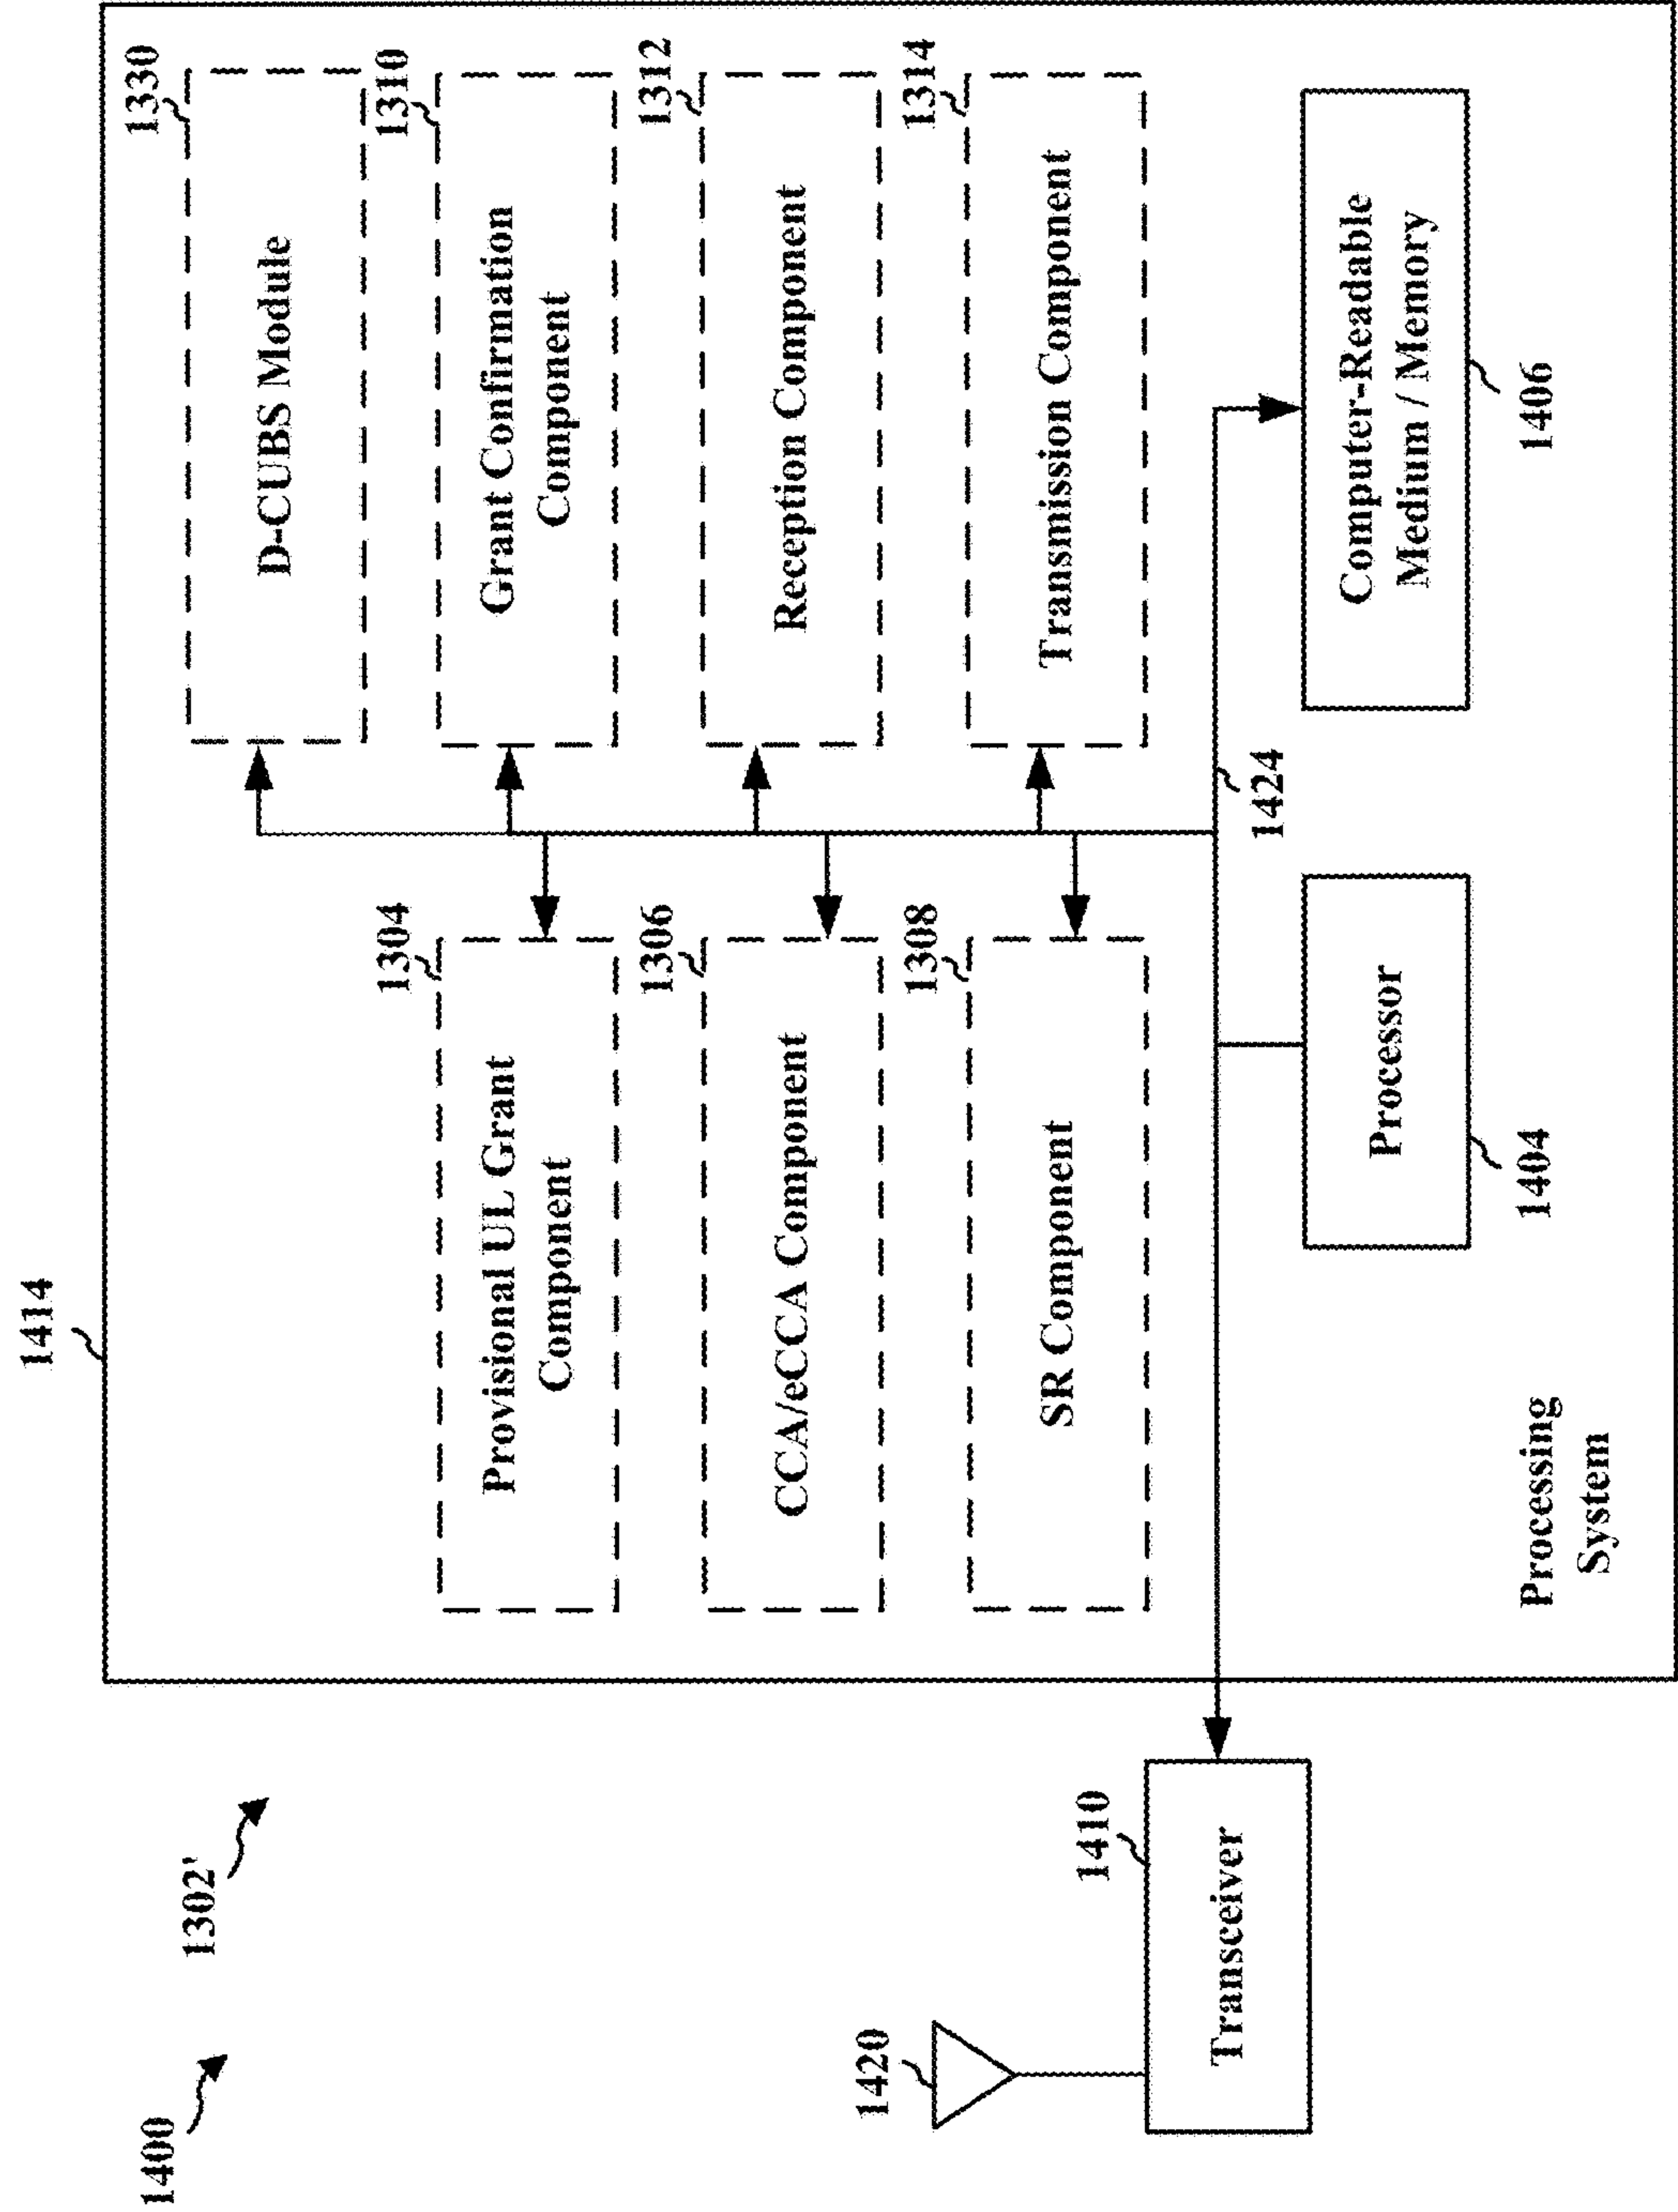 1400
1302'
1414
1330
D-CUBS Module
1304
Provisional UL Grant
Component
1310
Grant Confirmation
Component
1306
CCA/eCCA Component
1312
Reception Component
1308
SR Component
1314
Transmission Component
1420
1410
Transceiver
1424
Processing
System
Processor
1404
Computer-Readable
Medium / Memory
1406